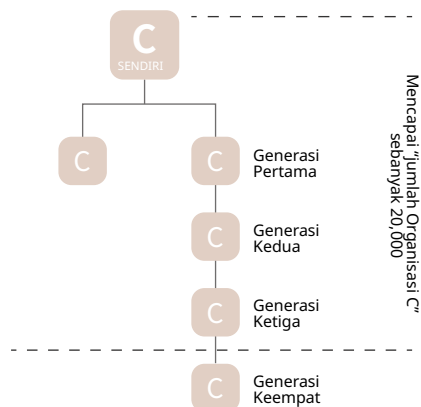 C
SENDIRI
C
C
Generasi
Pertama
C
Generasi
Kedua
C
Generasi
Ketiga
C
Generasi
Keempat
Mencapai “jumlah Organisasi C”
sebanyak 20,000